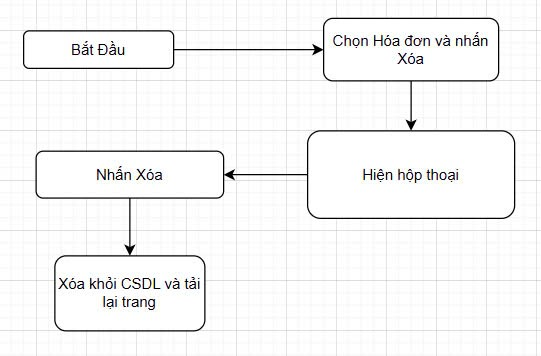 Bắt Đầu
Chọn Hóa đơn và nhấn
Xóa
Hiện hộp thoại
Nhấn Xóa
Xóa khỏi CSDL và tải
lại trang